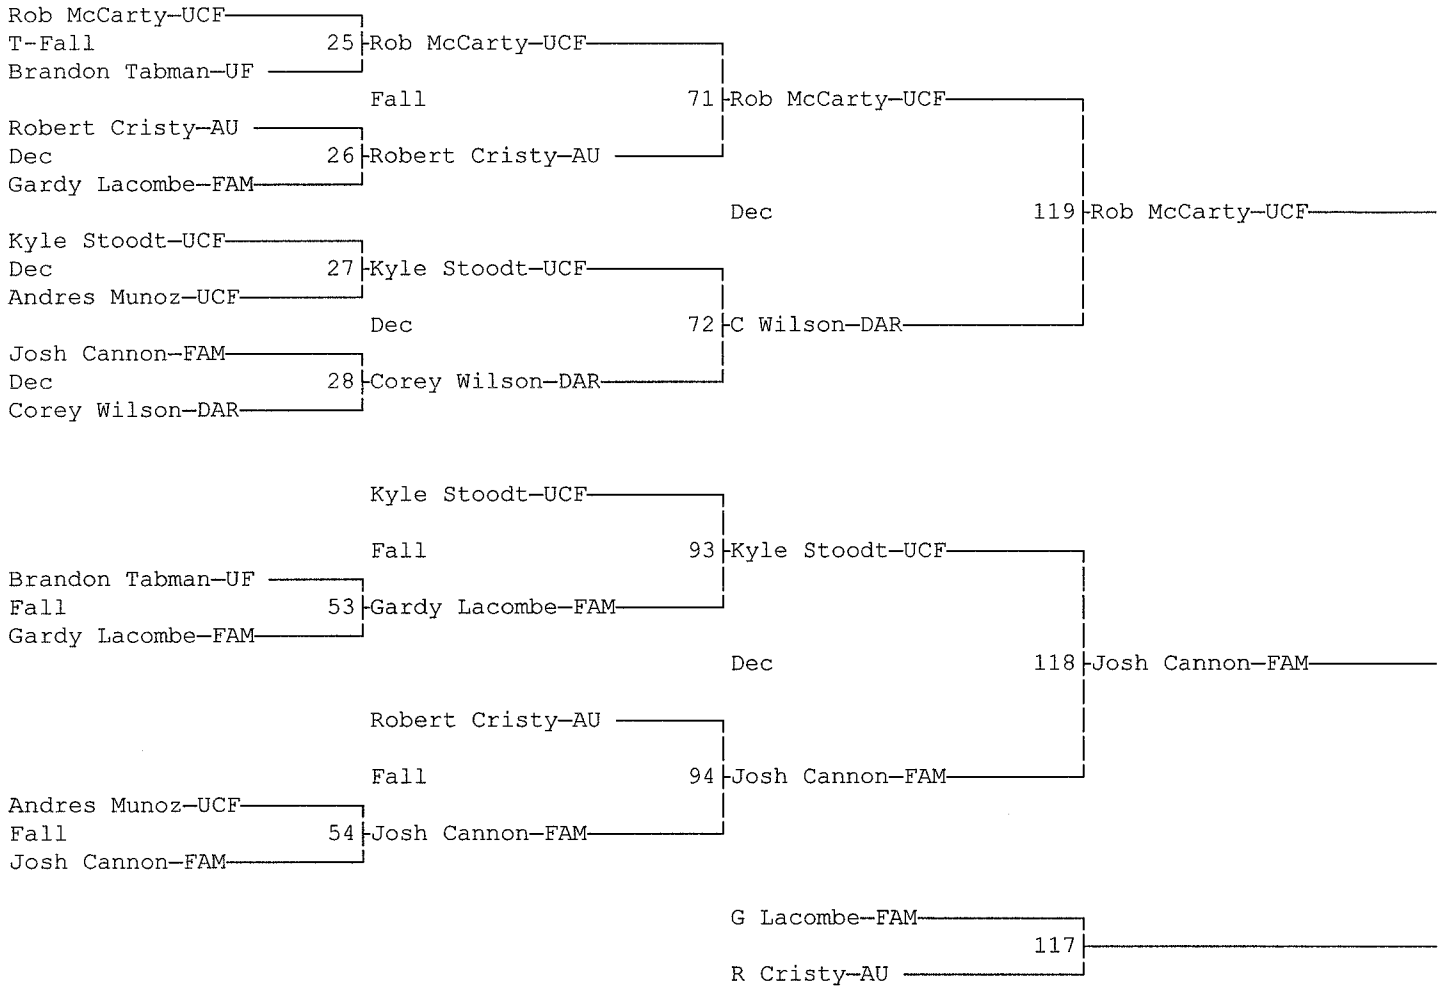 Rob McCarty-UCF
T-Fall 25 Rob McCarty-UCF
Brandon Tabman-UF
Fall 71 Rob McCarty-UCF
Robert Cristy-AU
Dec 26 Robert Cristy-AU
Gardy Lacombe-FAM
Dec 119 Rob McCarty-UCF
Kyle Stoodt-UCF
Dec 27 Kyle Stoodt-UCF
Andres Munoz-UCF
Dec 72 C Wilson-DAR
Josh Cannon-FAM
Dec 28 Corey Wilson-DAR
Corey Wilson-DAR
Kyle Stoodt-UCF
Fall 93 Kyle Stoodt-UCF
Brandon Tabman-UF
Fall 53 Gardy Lacombe-FAM
Gardy Lacombe-FAM
Dec 118 Josh Cannon-FAM
Robert Cristy-AU
Fall 94 Josh Cannon-FAM
Andres Munoz-UCF
Fall 54 Josh Cannon-FAM
Josh Cannon-FAM
G Lacombe-FAM
117
R Cristy-AU